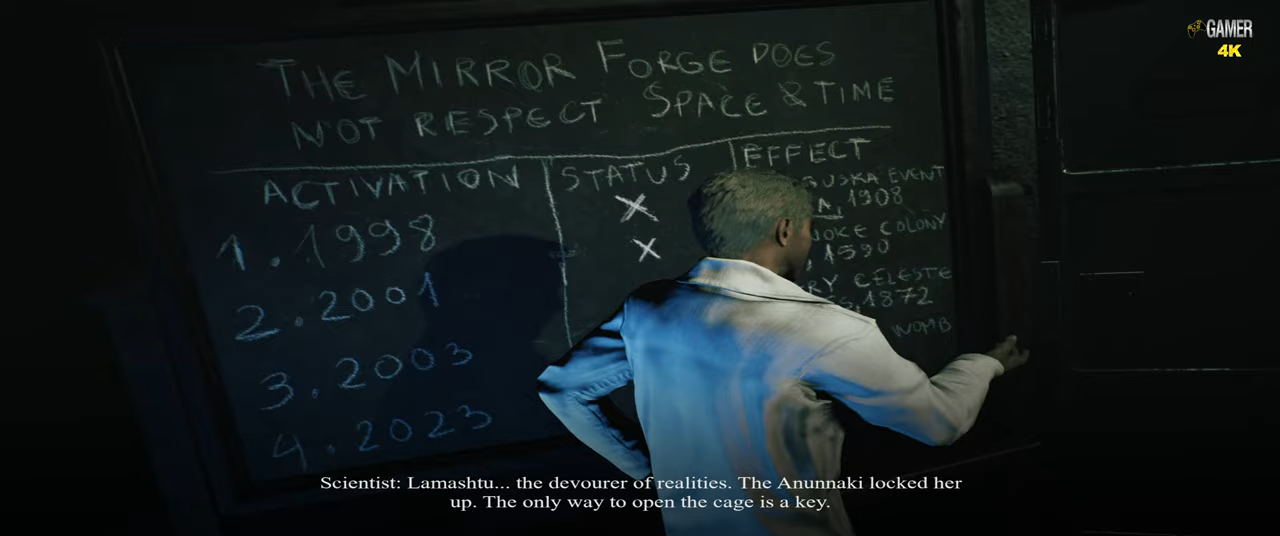 GAMER
4K
THE MIRROR FORGE DOES
NOT RESPECT SPACE & TIME
ACTIVATION STATUS EFFECT
1. 1998 X EVENT
1908
2. 2001 X COLONY
1590
3. 2003 CELESTE
1872
4. 2023 WOMB
Scientist: Lamashtu... the devourer of realities. The Anunnaki locked her
up. The only way to open the cage is a key.